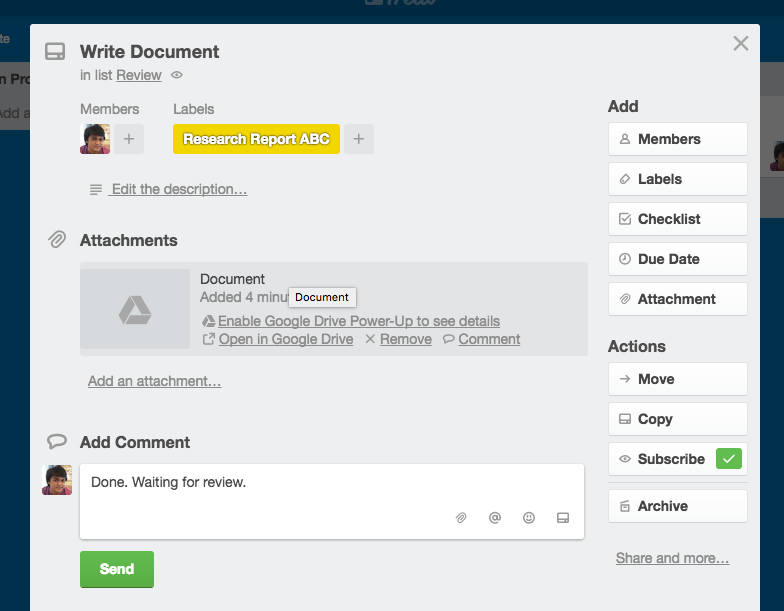 te
Write Document
in list Review
n Pro
Members
Labels
dd a
Research Report ABC
Edit the description…
Attachments
Document
Added 4 minu
Document
Enable Google Drive Power-Up to see details
Open in Google Drive
Remove
Comment
Add an attachment…
Add Comment
Done. Waiting for review.
Send
Add
Members
Labels
Checklist
Due Date
Attachment
Actions
Move
Copy
Subscribe
Archive
Share and more…